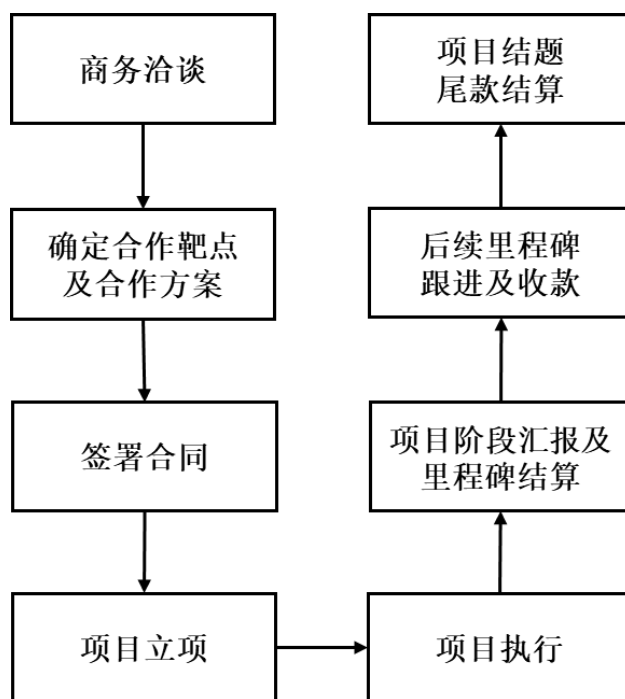 商务洽谈
确定合作靶点
及合作方案
签署合同
项目立项
项目执行
项目阶段汇报及
里程碑结算
后续里程碑
跟进及收款
项目结题
尾款结算